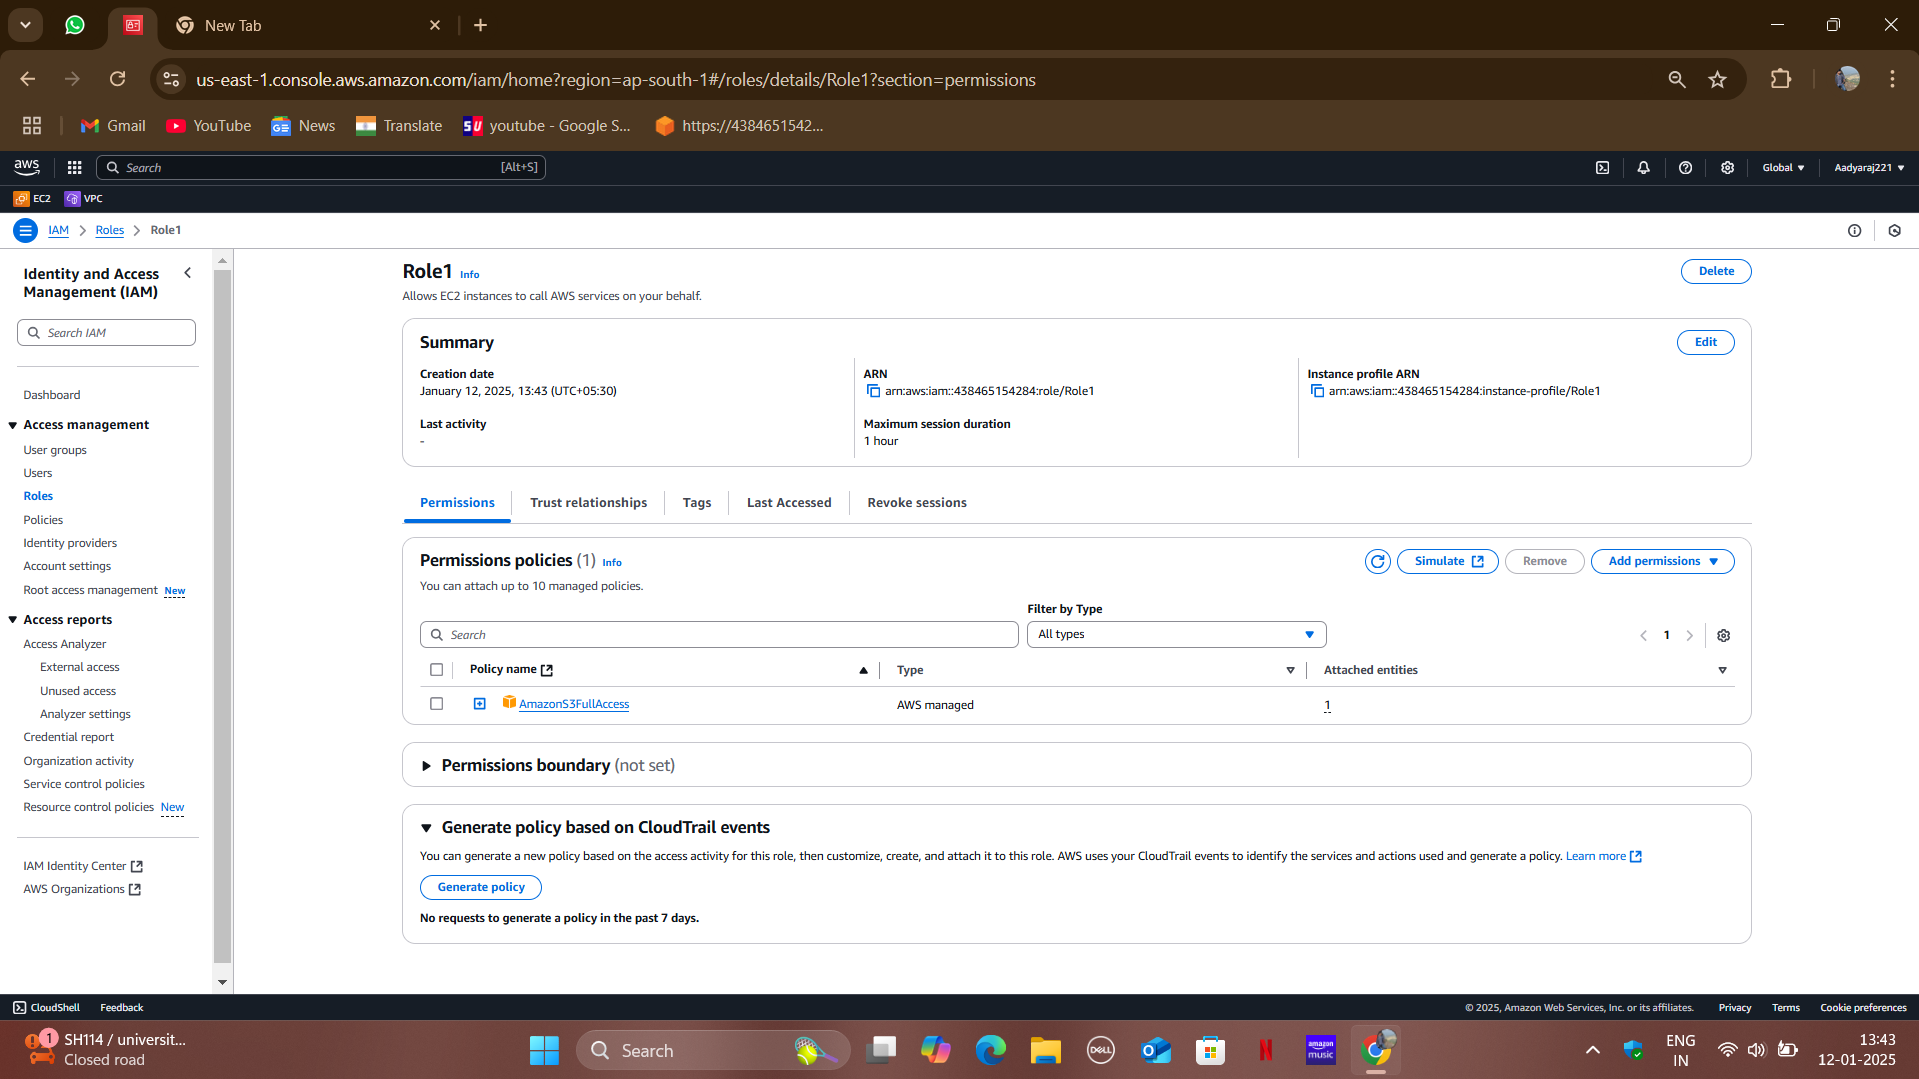 New Tab
us-east-1.console.aws.amazon.com/iam/home?region=ap-south-1#/roles/details/Role1?section=permissions
Gmail YouTube News Translate youtube - Google S... https://4384651542...
aws Search [Alt+S] Global Aadyaraj221
EC2 VPC
IAM Roles Role1
Identity and Access
Management (IAM)
Search IAM
Dashboard
Access management
User groups
Users
Roles
Policies
Identity providers
Account settings
Root access management New
Access reports
Access Analyzer
External access
Unused access
Analyzer settings
Credential report
Organization activity
Service control policies
Resource control policies New
IAM Identity Center
AWS Organizations
Role1 Info Delete
Allows EC2 instances to call AWS services on your behalf.
Summary Edit
Creation date
January 12, 2025, 13:43 (UTC+05:30)
Last activity
-
ARN
arn:aws:iam::438465154284:role/Role1
Maximum session duration
1 hour
Instance profile ARN
arn:aws:iam::438465154284:instance-profile/Role1
Permissions Trust relationships Tags Last Accessed Revoke sessions
Permissions policies (1) Info Simulate Remove Add permissions
You can attach up to 10 managed policies.
Filter by Type
Search All types 1
Policy name Type Attached entities
AmazonS3FullAccess AWS managed 1
Permissions boundary (not set)
Generate policy based on CloudTrail events
You can generate a new policy based on the access activity for this role, then customize, create, and attach it to this role. AWS uses your CloudTrail events to identify the services and actions used and generate a policy. Learn more
Generate policy
No requests to generate a policy in the past 7 days.
CloudShell Feedback © 2025, Amazon Web Services, Inc. or its affiliates. Privacy Terms Cookie preferences
1 SH114 / universit...
Closed road
Search
DELL
amazon
music
ENG
IN
13:43
12-01-2025